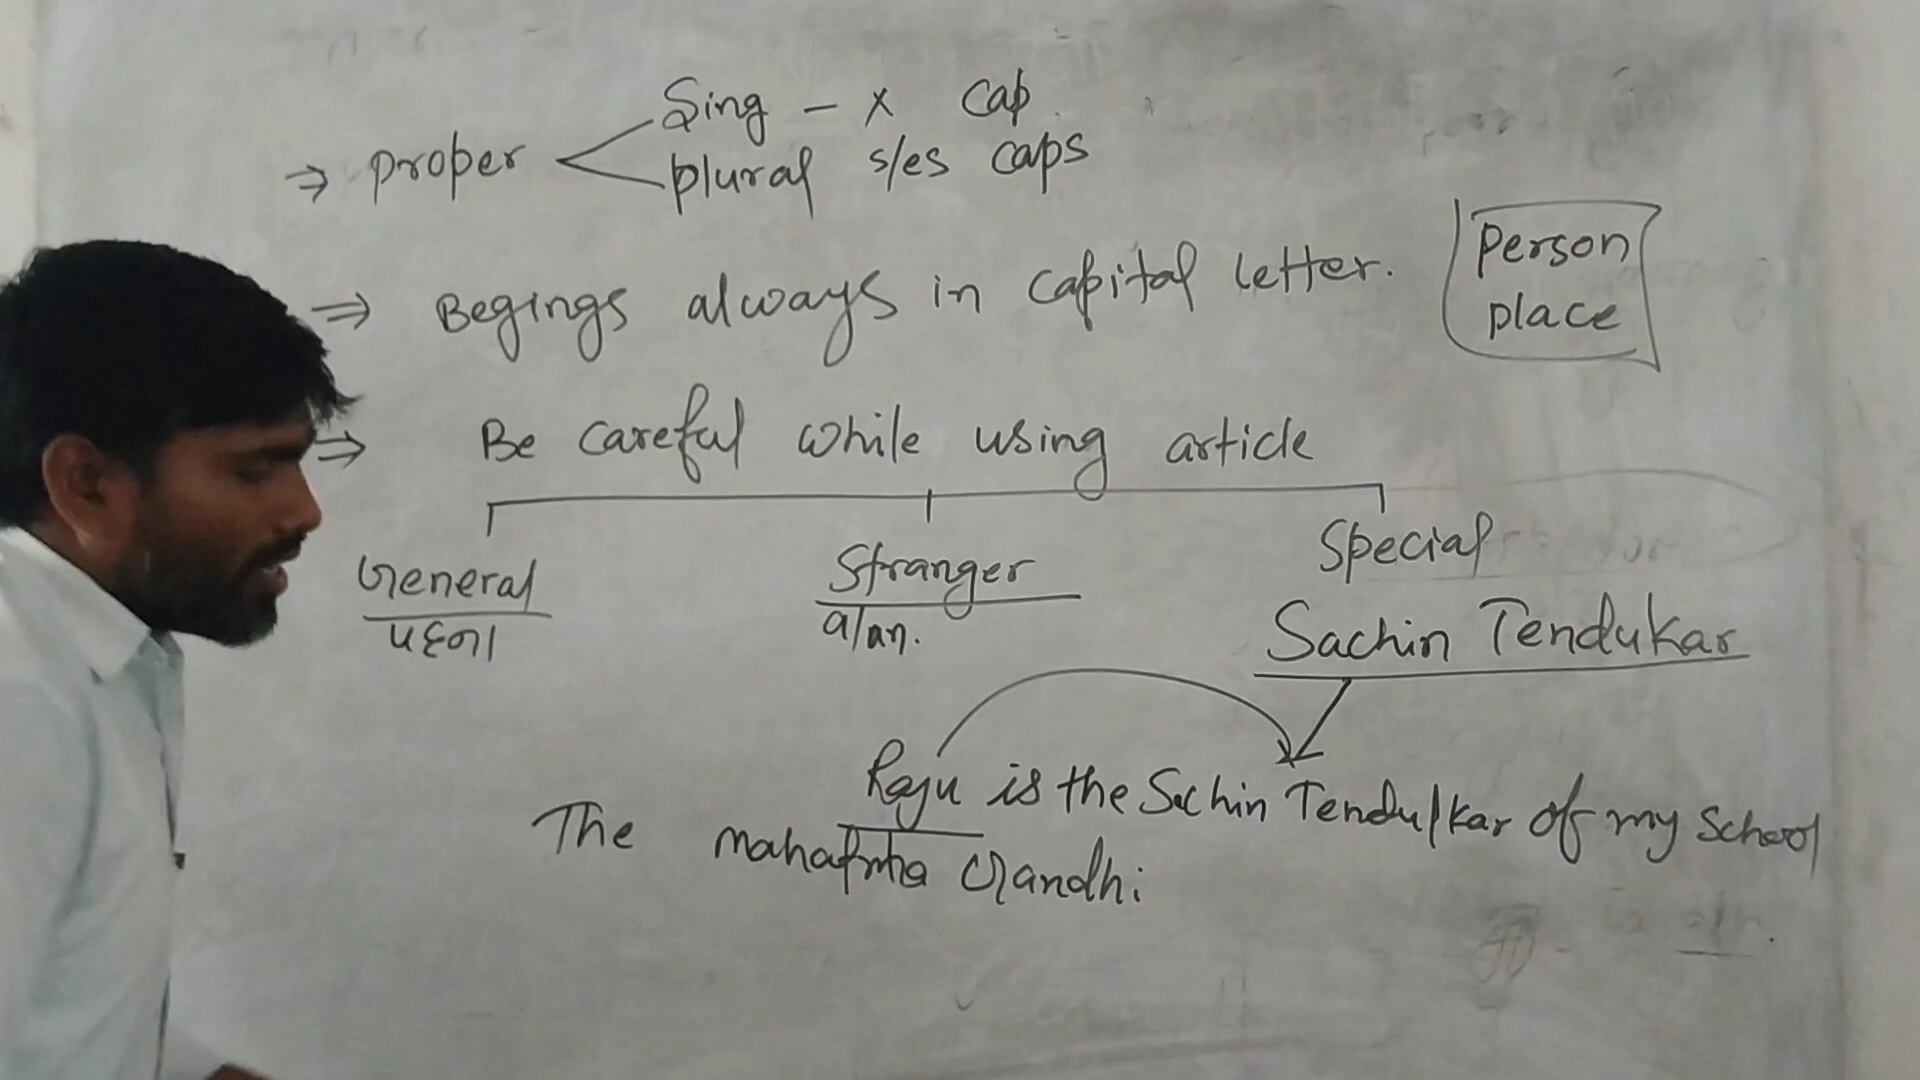 ⇒ proper Sing - x Cap.
plural s/es caps
⇒ Begings always in capital letter.
person
place
⇒ Be careful while using article
General Stranger Special
a/an. Sachin Tendukar
Raju is the Sachin Tendulkar of my School
The mahatma Gandhi